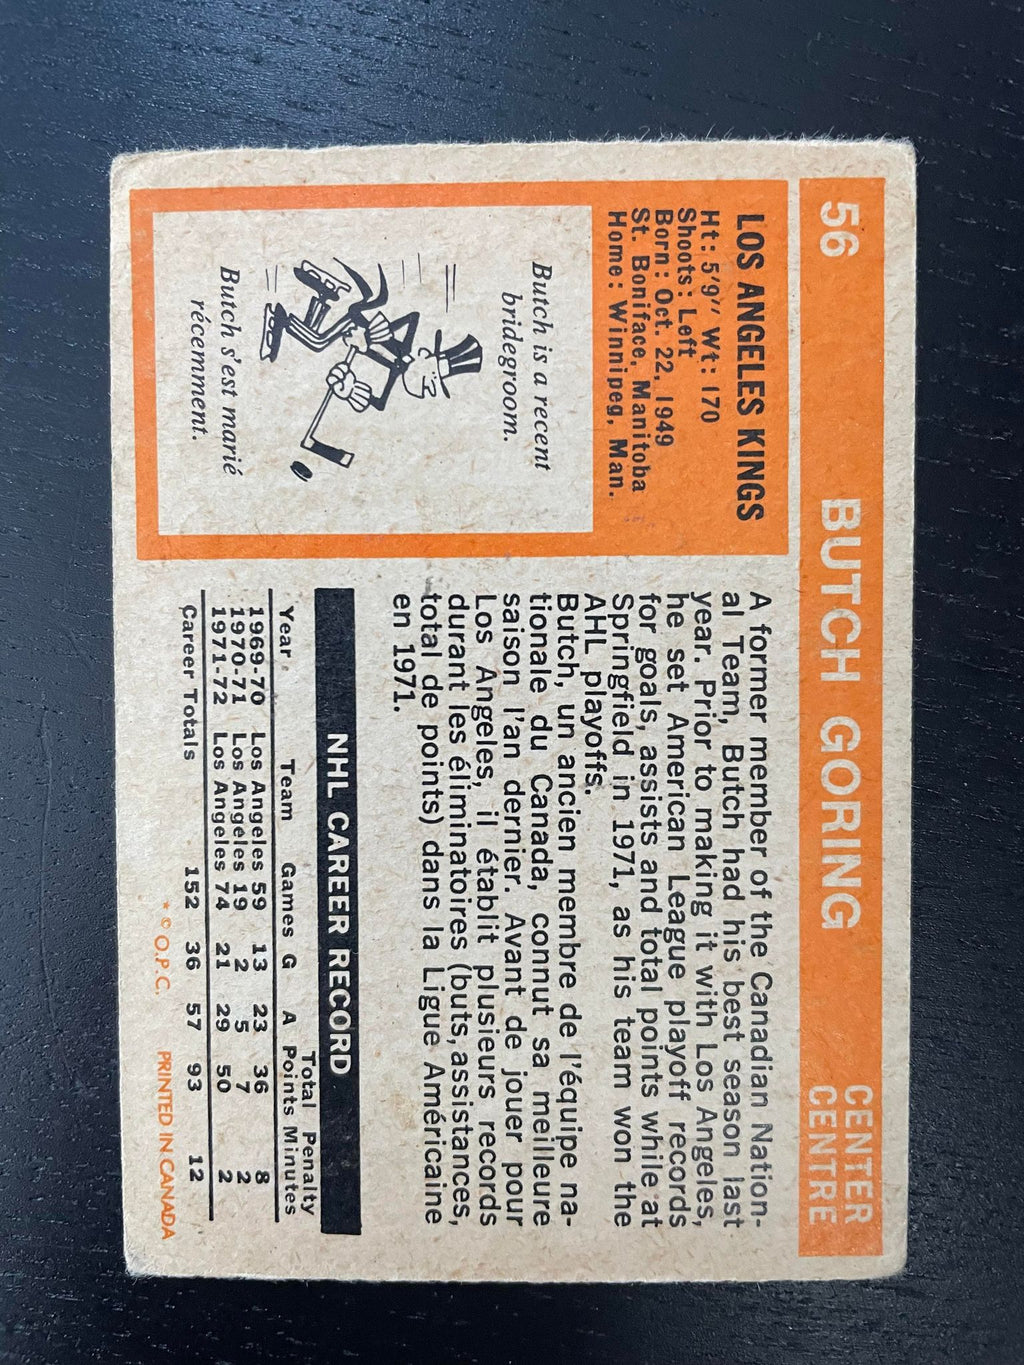 56 BUTCH GORING CENTER
CENTRE
LOS ANGELES KINGS
Ht: 5'9" Wt: 170
Shoots: Left
Born: Oct. 22, 1949
St. Boniface, Manitoba
Home: Winnipeg, Man.
Butch is a recent
bridegroom.
Butch s'est marié
récemment.
A former member of the Canadian Nation-
al Team, Butch had his best season last
year. Prior to making it with Los Angeles,
he set American League playoff records
for goals, assists and total points while at
Springfield in 1971, as his team won the
AHL playoffs.
Butch, un ancien membre de l'équipe na-
tionale du Canada, connut sa meilleure
saison l'an dernier. Avant de jouer pour
Los Angeles, il établit plusieurs records
durant les éliminatoires (buts, assistances,
total de points) dans la Ligue Américaine
en 1971.
NHL CAREER RECORD
Total Penalty
Year Team Games G A Points Minutes
1969-70 Los Angeles 59 13 23 36 8
1970-71 Los Angeles 19 2 5 7 2
1971-72 Los Angeles 74 21 29 50 2
Career Totals 152 36 57 93 12
* © O.P.C. PRINTED IN CANADA